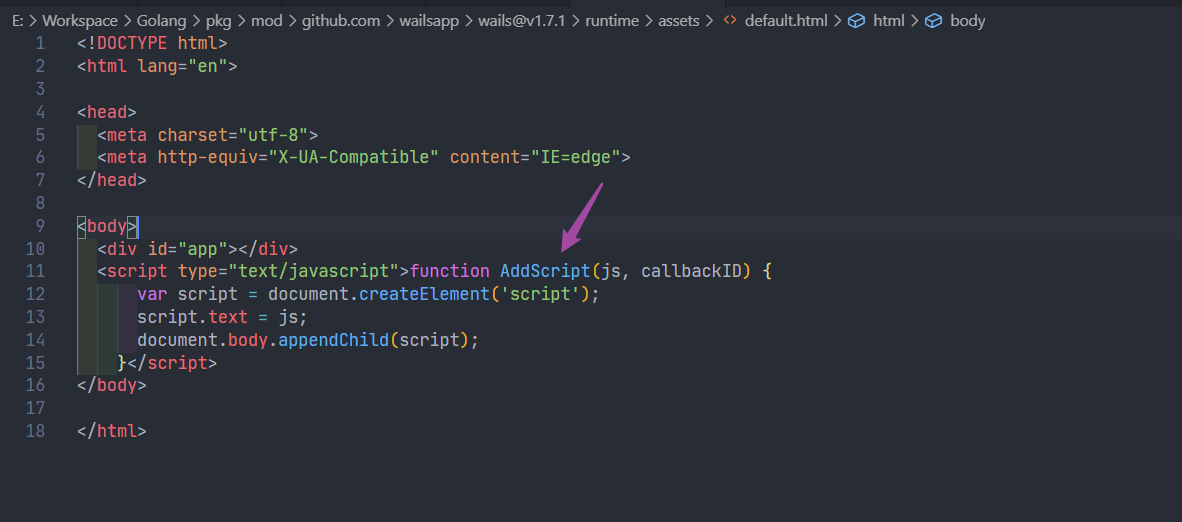 E: > Workspace > Golang > pkg > mod > github.com > wailsapp > wails@v1.7.1 > runtime > assets > <> default.html > html > body
1 <!DOCTYPE html>
2 <html lang="en">
3
4 <head>
5 <meta charset="utf-8">
6 <meta http-equiv="X-UA-Compatible" content="IE=edge">
7 </head>
8
9 <body>
10 <div id="app"></div>
11 <script type="text/javascript">function AddScript(js, callbackID) {
12 var script = document.createElement('script');
13 script.text = js;
14 document.body.appendChild(script);
15 }</script>
16 </body>
17
18 </html>